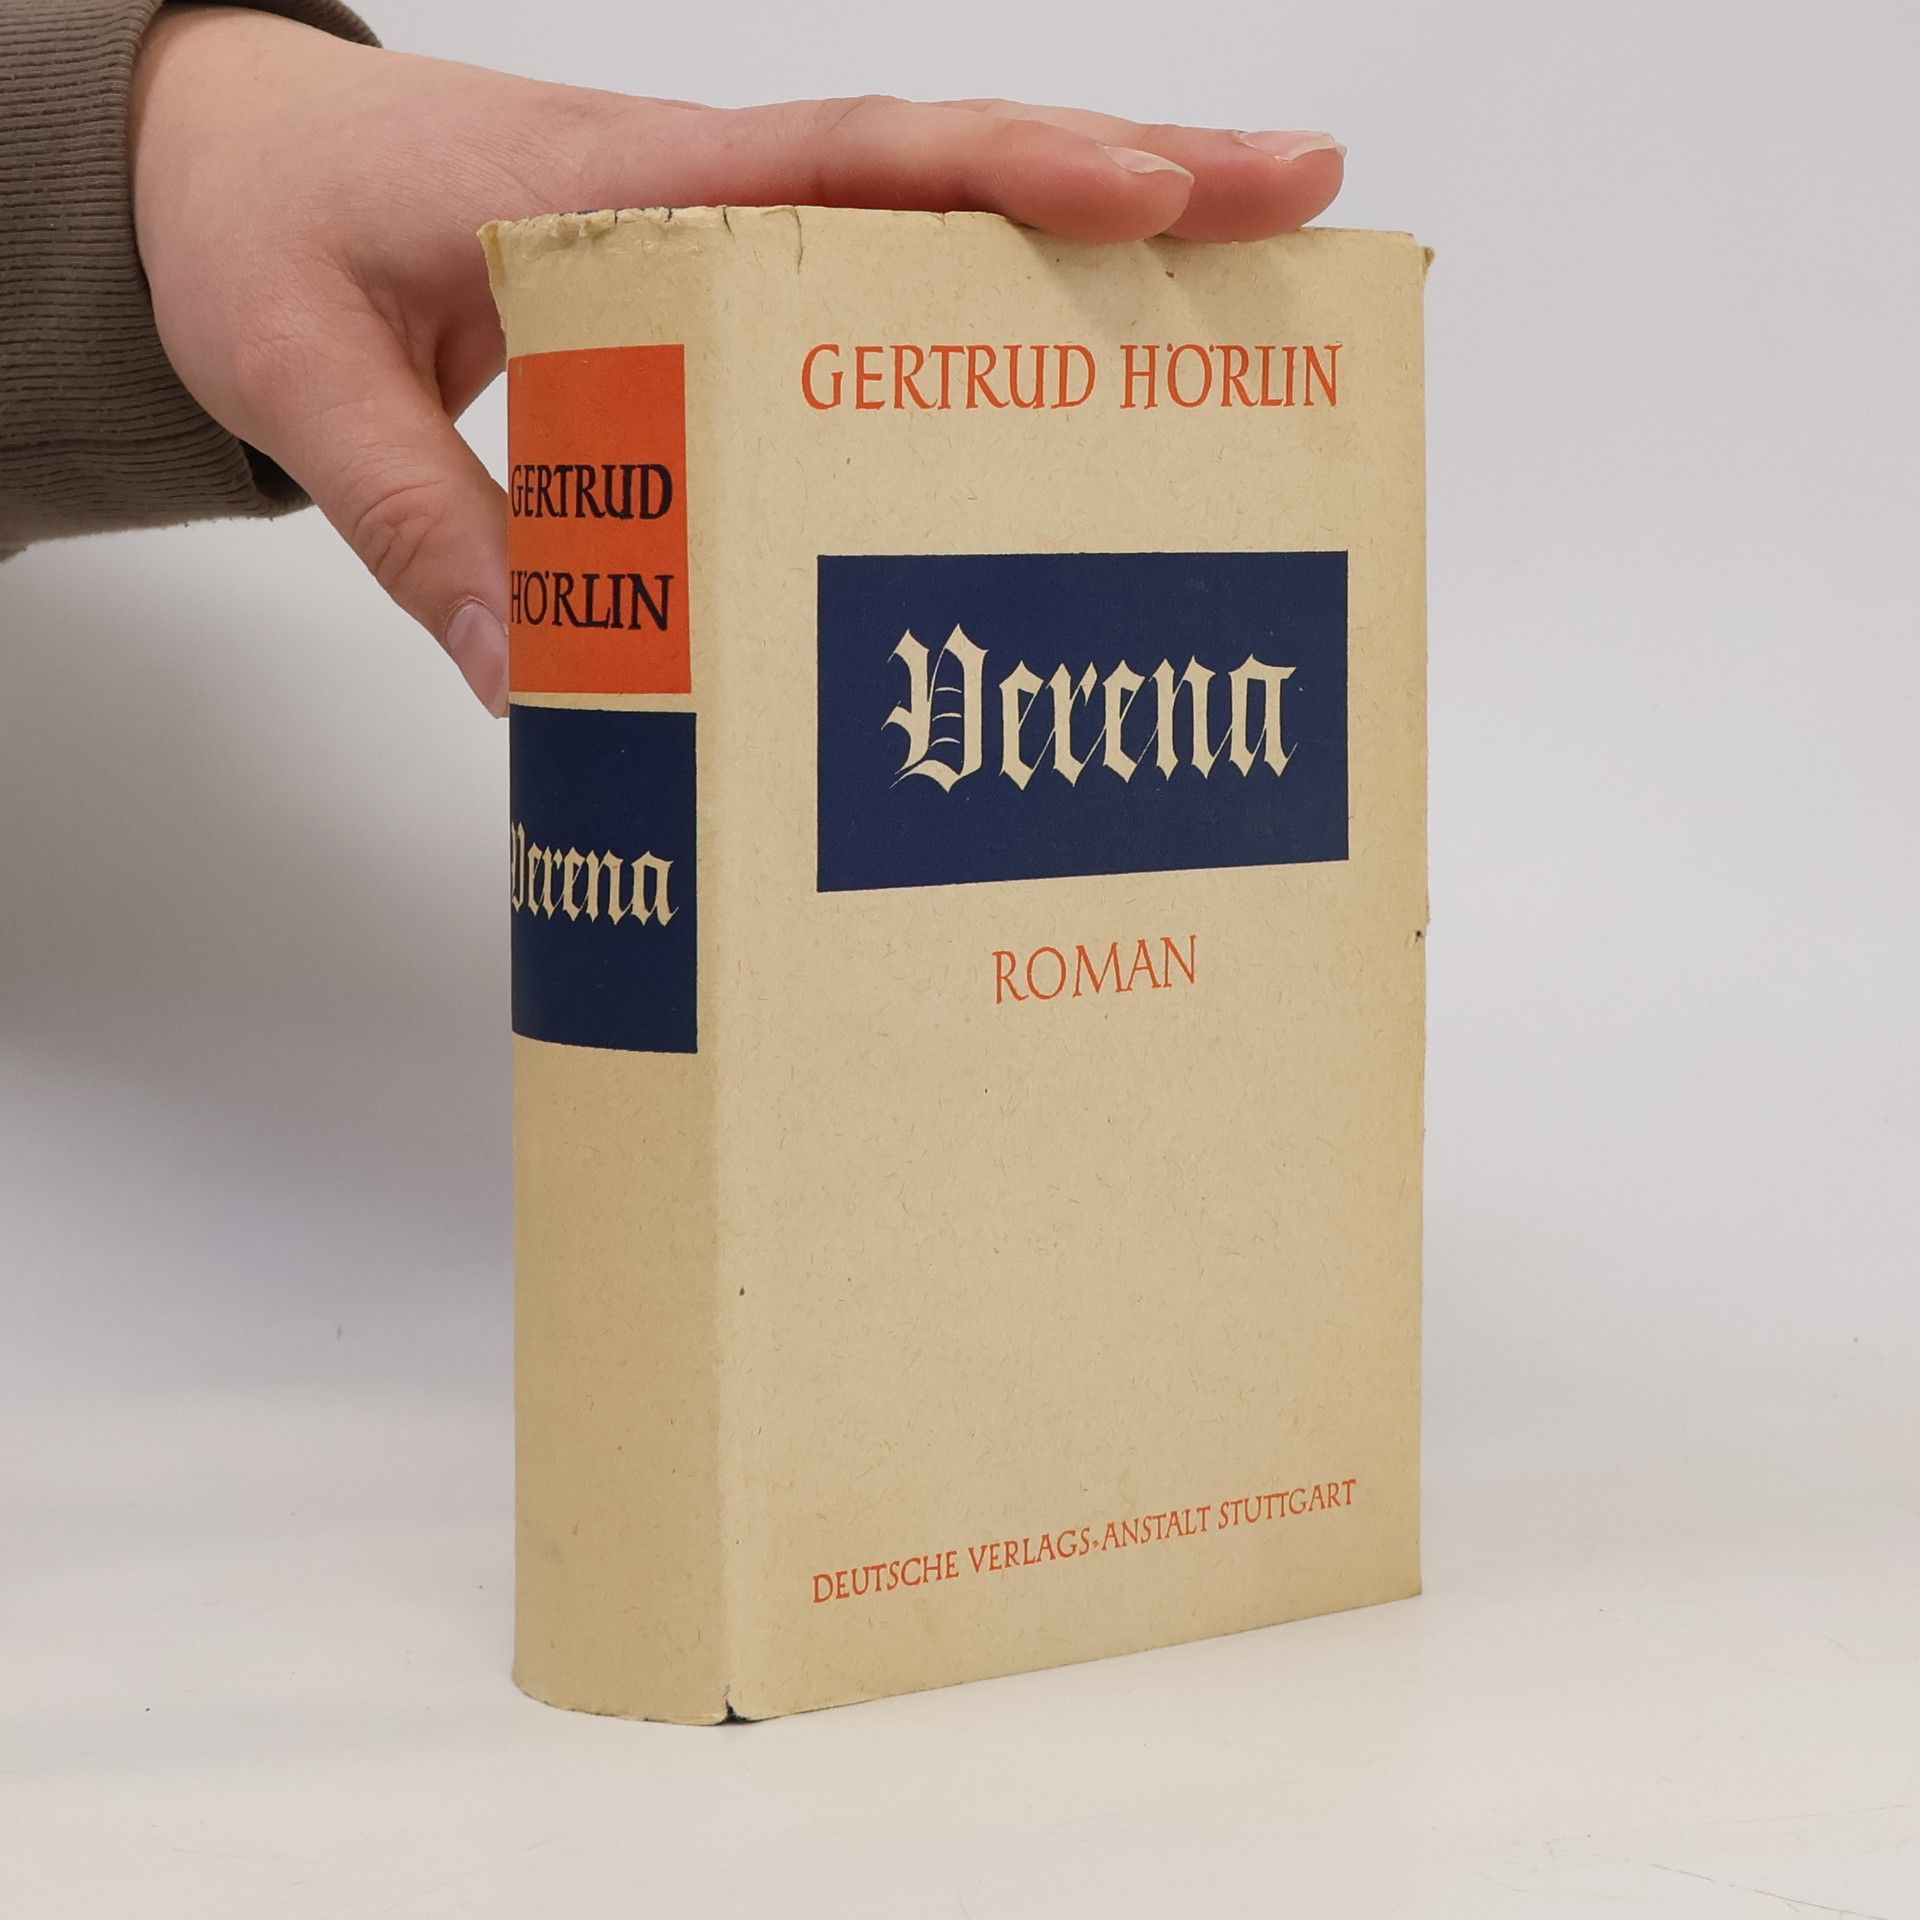 GERTRUD
HÖRLIN
Verena
GERTRUD HÖRLIN
Verena
ROMAN
DEUTSCHE VERLAGS-ANSTALT STUTTGART